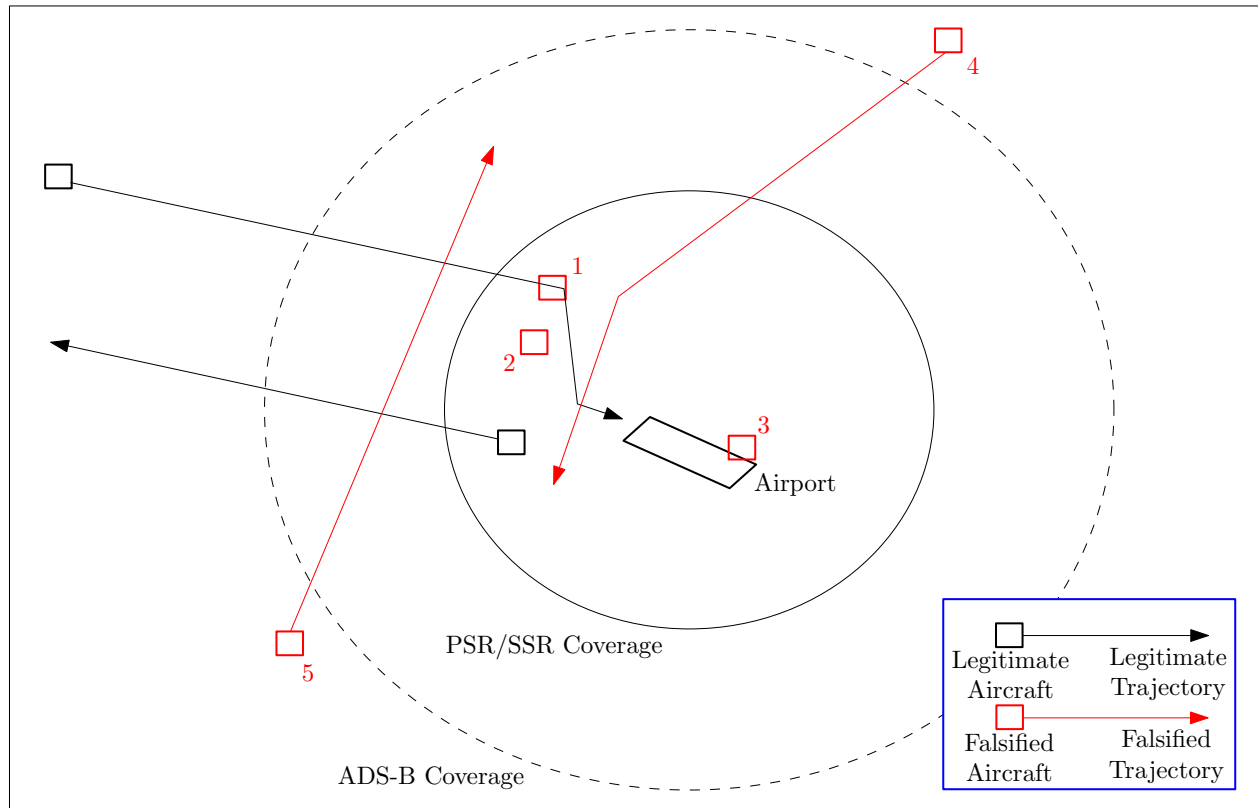 4
1
2
3
Airport
PSR/SSR Coverage
5
ADS-B Coverage
Legitimate
Aircraft
Legitimate
Trajectory
Falsified
Aircraft
Falsified
Trajectory